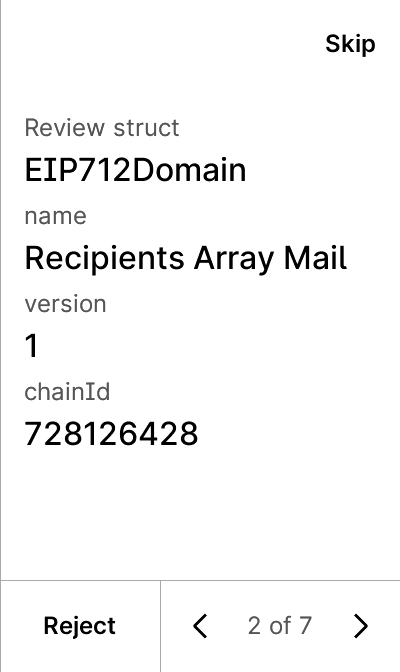 Skip
Review struct
EIP712Domain
name
Recipients Array Mail
version
1
chainId
728126428
Reject
2 of 7